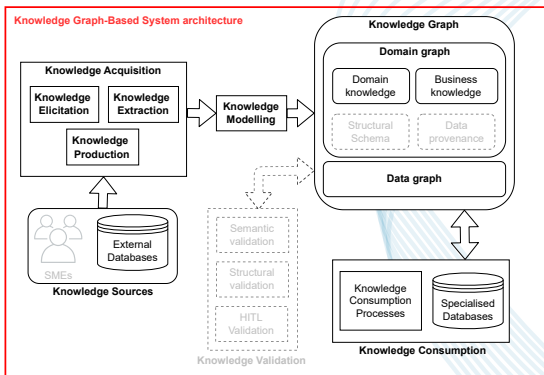 Knowledge Graph-Based System architecture
Knowledge Acquisition
Knowledge
Elicitation
Knowledge
Extraction
Knowledge
Production
Knowledge
Modelling
Knowledge Graph
Domain graph
Domain
knowledge
Business
knowledge
Structural
Schema
Data
provenance
Data graph
SMEs
External
Databases
Knowledge Sources
Semantic
validation
Structural
validation
HITL
Validation
Knowledge Validation
Knowledge
Consumption
Processes
Specialised
Databases
Knowledge Consumption